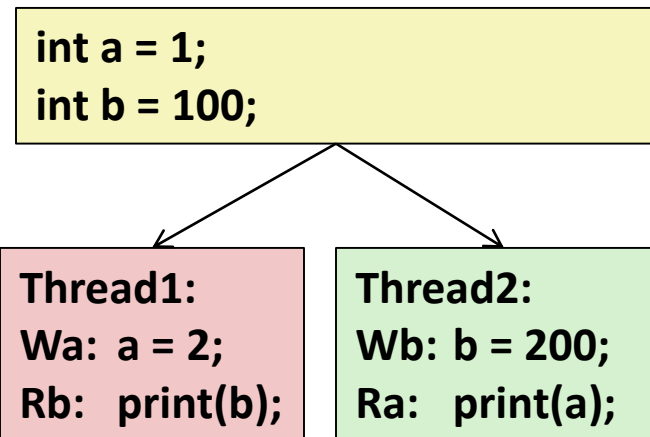 int a = 1;
int b = 100;
Thread1:
Wa: a = 2;
Rb: print(b);
Thread2:
Wb: b = 200;
Ra: print(a);